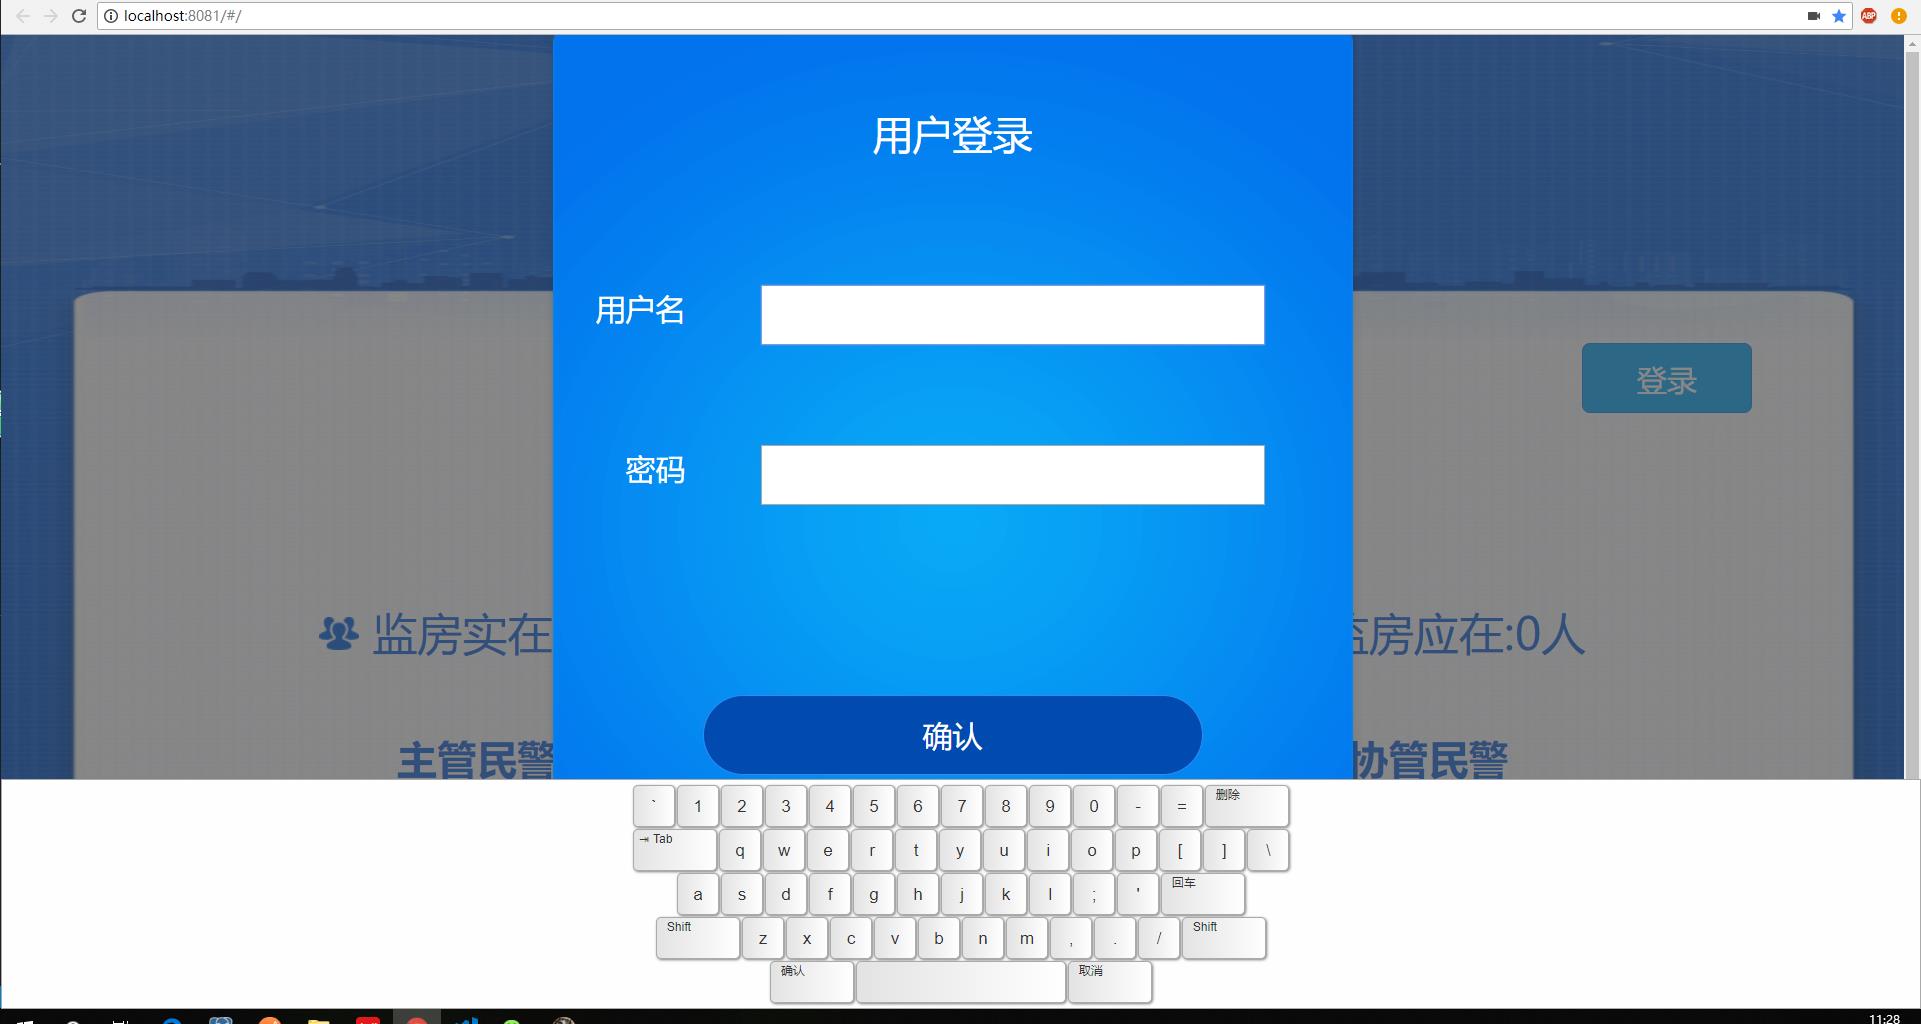 localhost:8081/#/
ABP
用户登录
用户名
登录
密码
监房实在
监房应在:0人
确认
主管民警
协管民警
` 1 2 3 4 5 6 7 8 9 0 - = 删除
⇥ Tab q w e r t y u i o p [ ] \
a s d f g h j k l ; ' 回车
Shift z x c v b n m , . / Shift
确认 取消
11:28